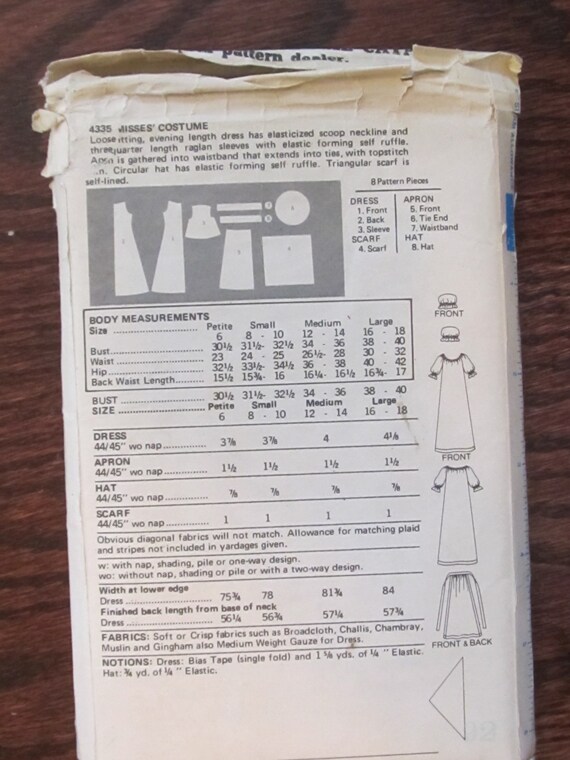 pattern dealer.
4335 MISSES' COSTUME
Loose fitting, evening length dress has elasticized scoop neckline and
three quarter length raglan sleeves with elastic forming self ruffle.
is gathered into waistband that extends into ties, with topstitch
Circular hat has elastic forming self ruffle. Triangular scarf is
self-lined.
8 Pattern Pieces
DRESS
1. Front
2. Back
3. Sleeve
SCARF
4. Scarf
APRON
5. Front
6. Tie End
7. Waistband
HAT
8. Hat
BODY MEASUREMENTS
Petite Small Medium Large
Size 6 8 - 10 12 - 14 16 - 18
Bust 30½ 31½- 32½ 34 - 36 38 - 40
Waist 23 24 - 25 26½ - 28 30 - 32
Hip 32½ 33½- 34½ 36 - 38 40 - 42
Back Waist Length 15½ 15¾ - 16 16¼ - 16½ 16¾ - 17
BUST 30½ 31½- 32½ 34 - 36 38 - 40
SIZE Petite Small Medium Large
6 8 - 10 12 - 14 16 - 18
DRESS
44/45" wo nap 3⅞ 3⅞ 4 4⅛
APRON
44/45" wo nap 1½ 1½ 1½ 1½
HAT
44/45" wo nap ⅞ ⅞ ⅞ ⅞
SCARF
44/45" wo nap 1 1 1 1
Obvious diagonal fabrics will not match. Allowance for matching plaid
and stripes not included in yardages given.
w: with nap, shading, pile or one-way design.
wo: without nap, shading or pile or with a two-way design.
Width at lower edge
Dress 75¾ 78 81¾ 84
Finished back length from base of neck
Dress 56¼ 56¾ 57¼ 57¾
FABRICS: Soft or Crisp fabrics such as Broadcloth, Challis, Chambray,
Muslin and Gingham also Medium Weight Gauze for Dress.
NOTIONS: Dress: Bias Tape (single fold) and 1⅝ yds. of ¼" Elastic.
Hat: ¾ yd. of ¼" Elastic.
FRONT
FRONT
FRONT & BACK